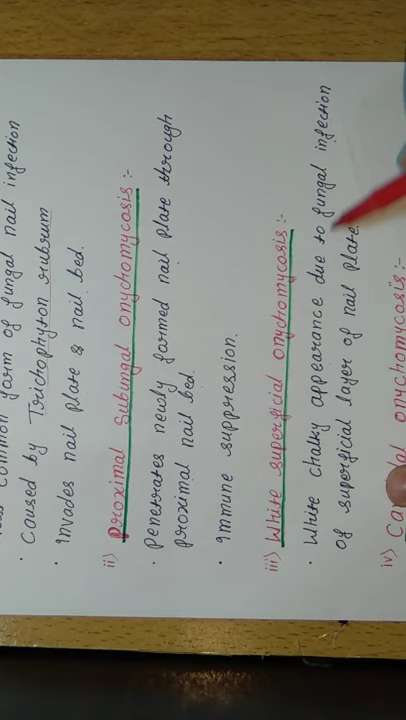 common form of fungal nail infection
• Caused by Trichophyton rubrum
• Invades nail plate & nail bed.
ii) Proximal Subungal onychomycosis :-
• Penetrates newly formed nail plate through
proximal nail bed.
• Immune suppression.
iii) White superficial onychomycosis :-
• White chalky appearance due to fungal infection
of superficial layer of nail plate.
iv) onychomycosis :-